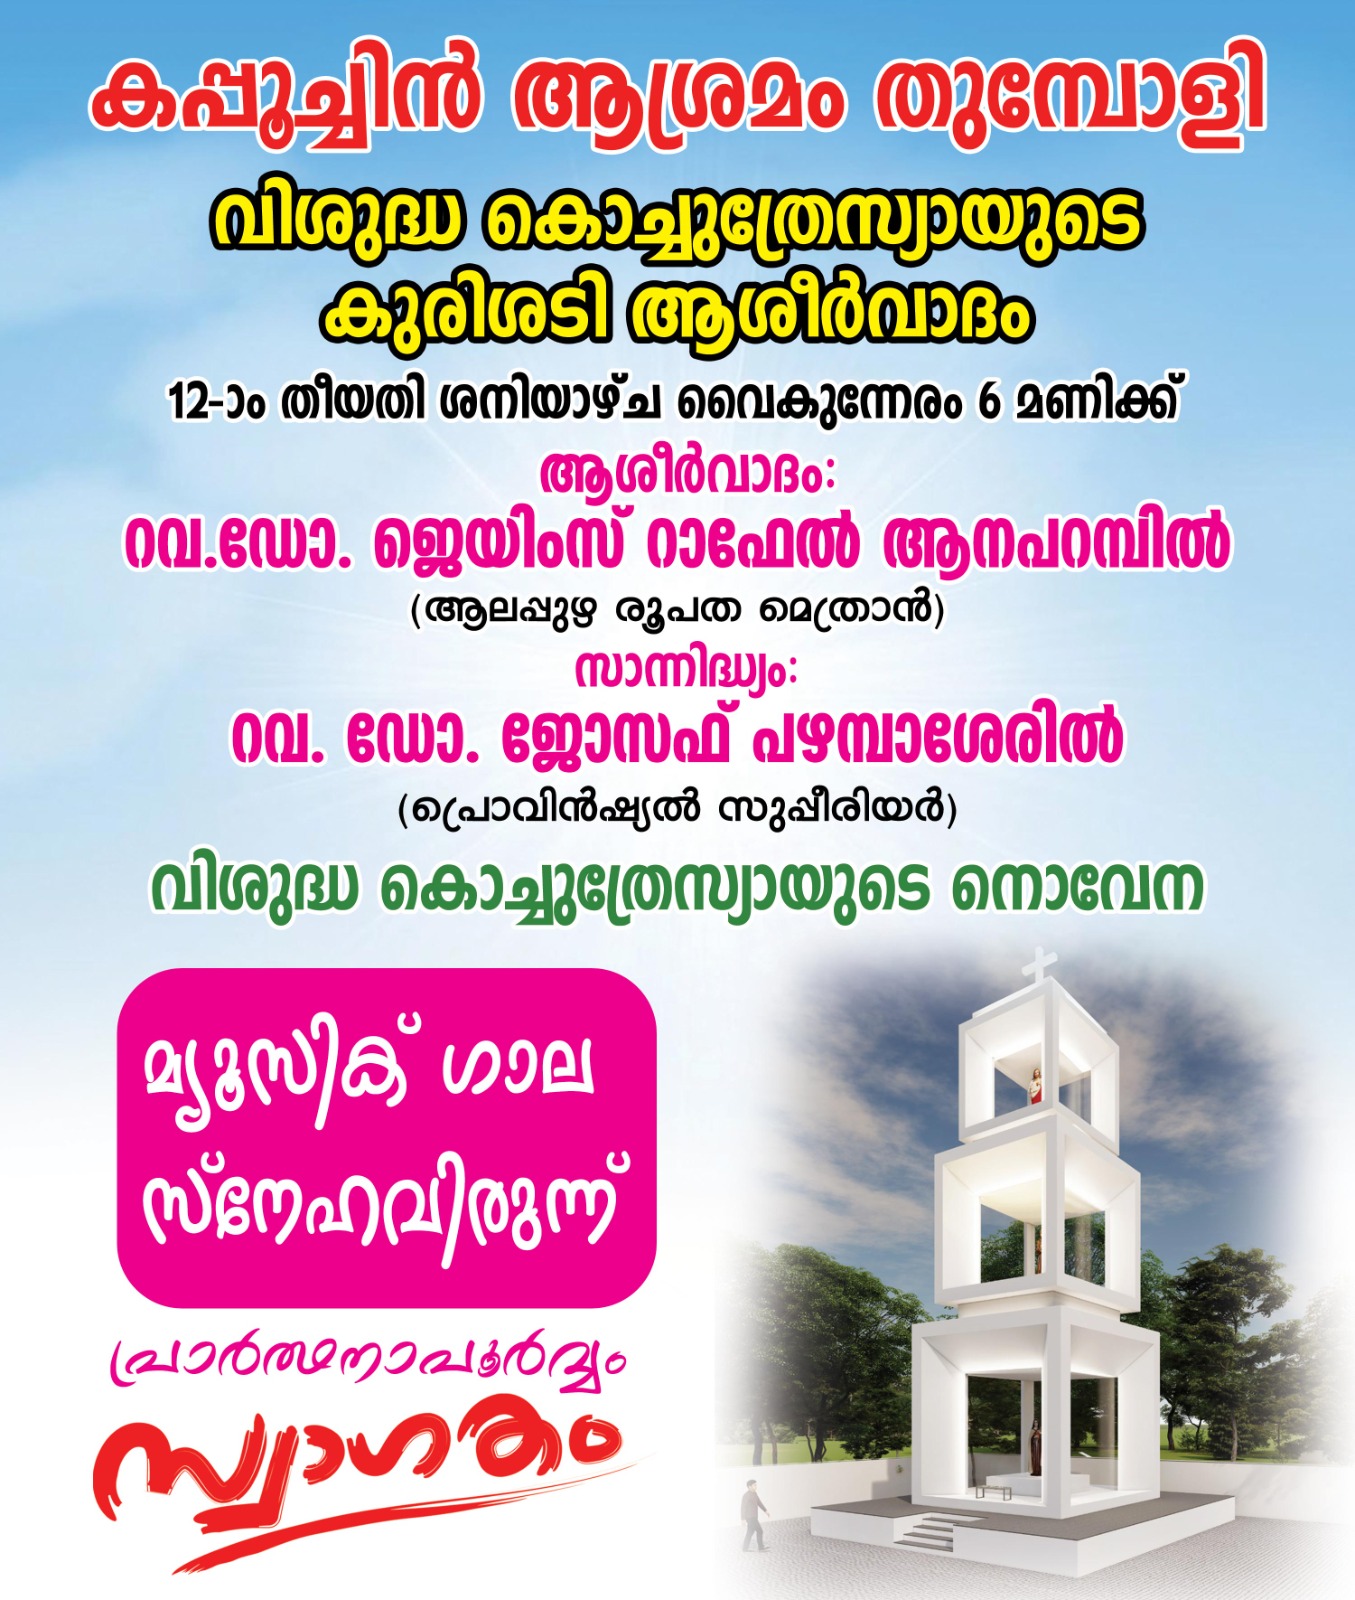 കപ്പൂച്ചിൻ ആശ്രമം തുമ്പോളി
വിശുദ്ധ കൊച്ചുത്രേസ്യായുടെ
കുരിശടി ആശീർവാദം
12-ാം തീയതി ശനിയാഴ്ച വൈകുന്നേരം 6 മണിക്ക്
ആശീർവാദം:
റവ.ഡോ. ജെയിംസ് റാഫേൽ ആനപറമ്പിൽ
(ആലപ്പുഴ രൂപത മെത്രാൻ)
സാന്നിദ്ധ്യം:
റവ. ഡോ. ജോസഫ് പഴമ്പാശേരിൽ
(പ്രൊവിൻഷ്യൽ സുപ്പീരിയർ)
വിശുദ്ധ കൊച്ചുത്രേസ്യായുടെ നൊവേന
മ്യൂസിക് ഗാല
സ്നേഹവിരുന്ന്
പ്രാർത്ഥനാപൂർവ്വം
സ്വാഗതം